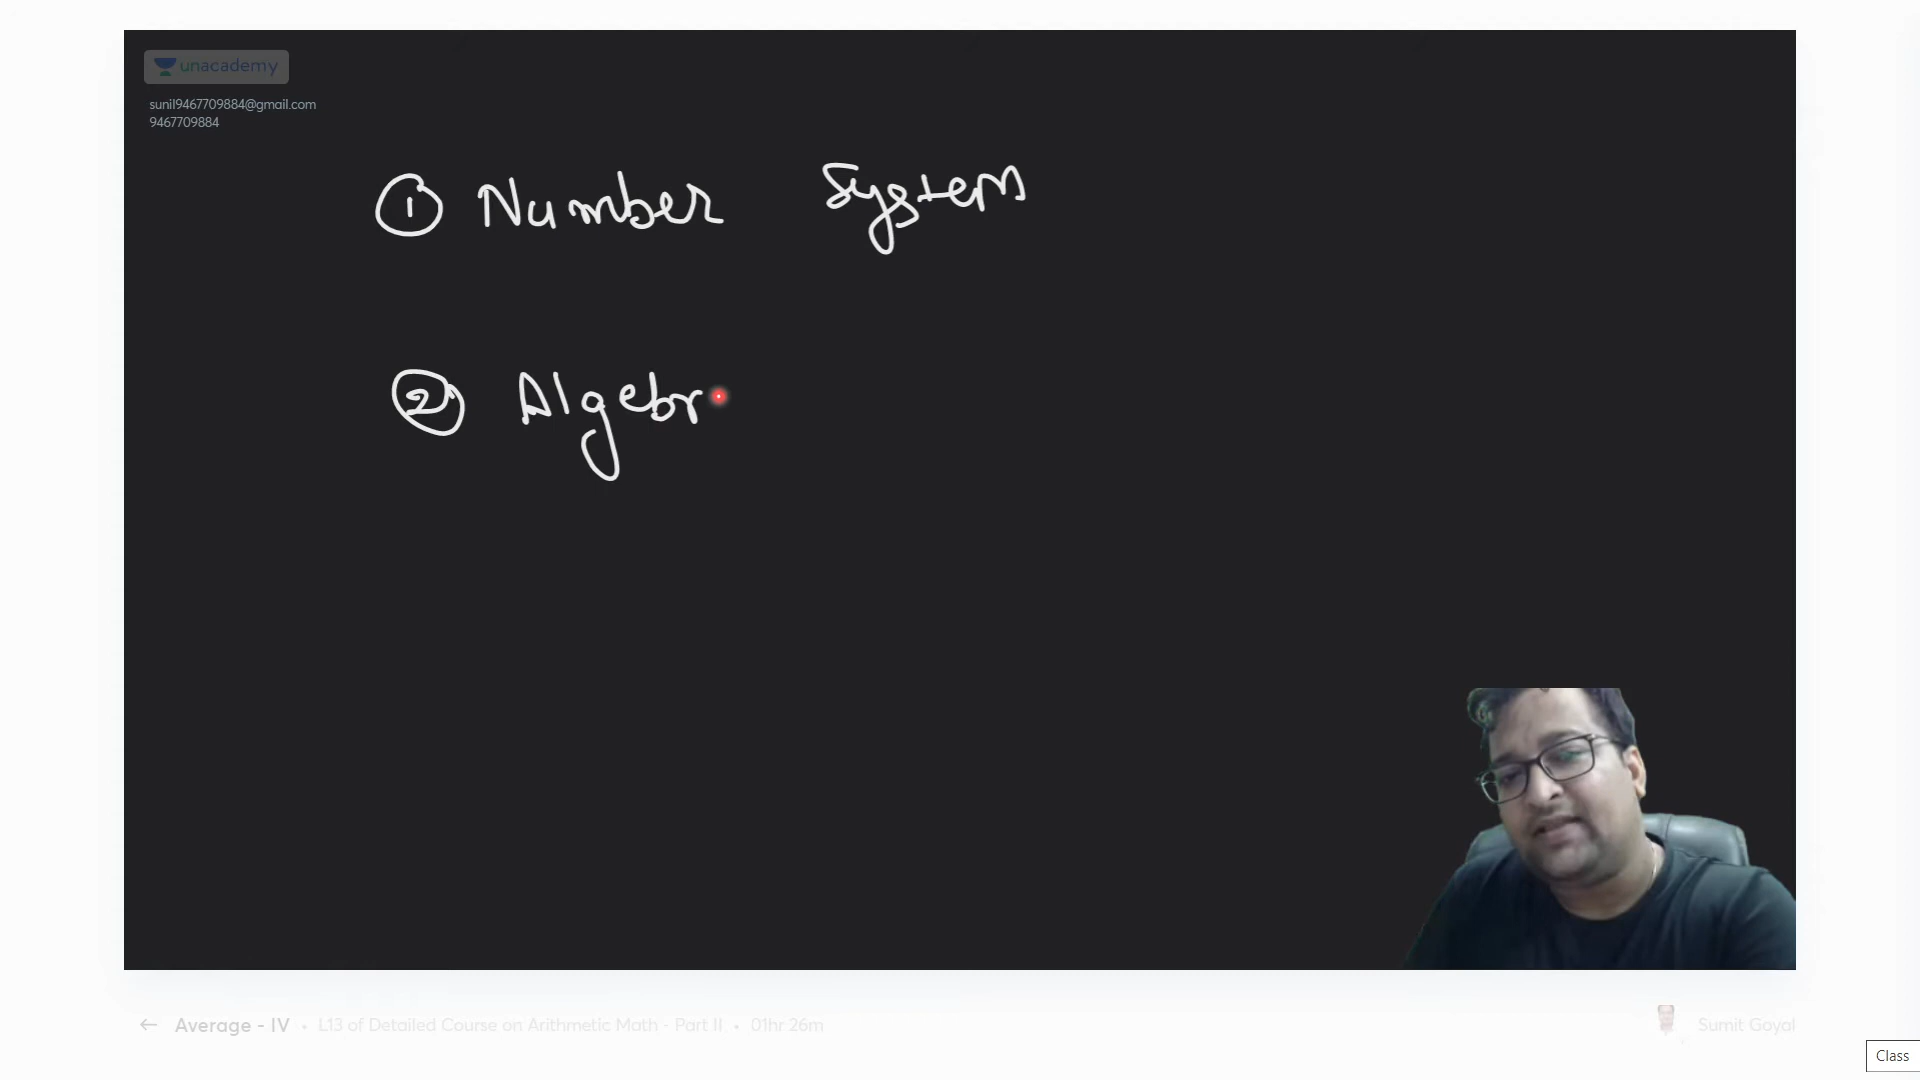 unacademy
sunil9467709884@gmail.com
9467709884
① Number System
② Algebr
← Average - IV • L13 of Detailed Course on Arithmetic Math - Part II • 01hr 26m
Sumit Goyal
Class